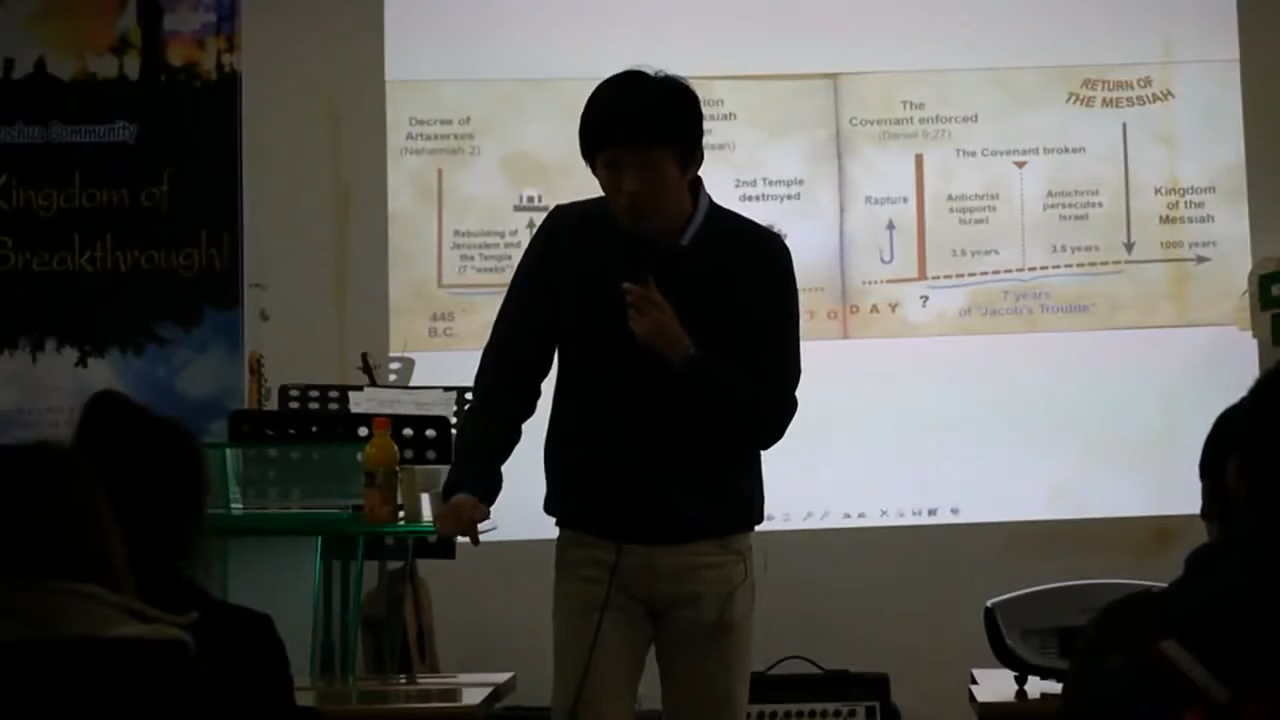 Community
Kingdom of
Breakthrough!
Decree of
Artaxerxes
(Nehemiah 2)
Rebuilding of
Jerusalem and
the Temple
(7 "weeks")
445
B.C.
2nd Temple
destroyed
TODAY ?
The
Covenant enforced
(Daniel 9:27)
Rapture
The Covenant broken
Antichrist
supports
Israel
3.5 years
Antichrist
persecutes
Israel
3.5 years
7 years
of "Jacob's Trouble"
RETURN OF
THE MESSIAH
Kingdom
of the
Messiah
1000 years